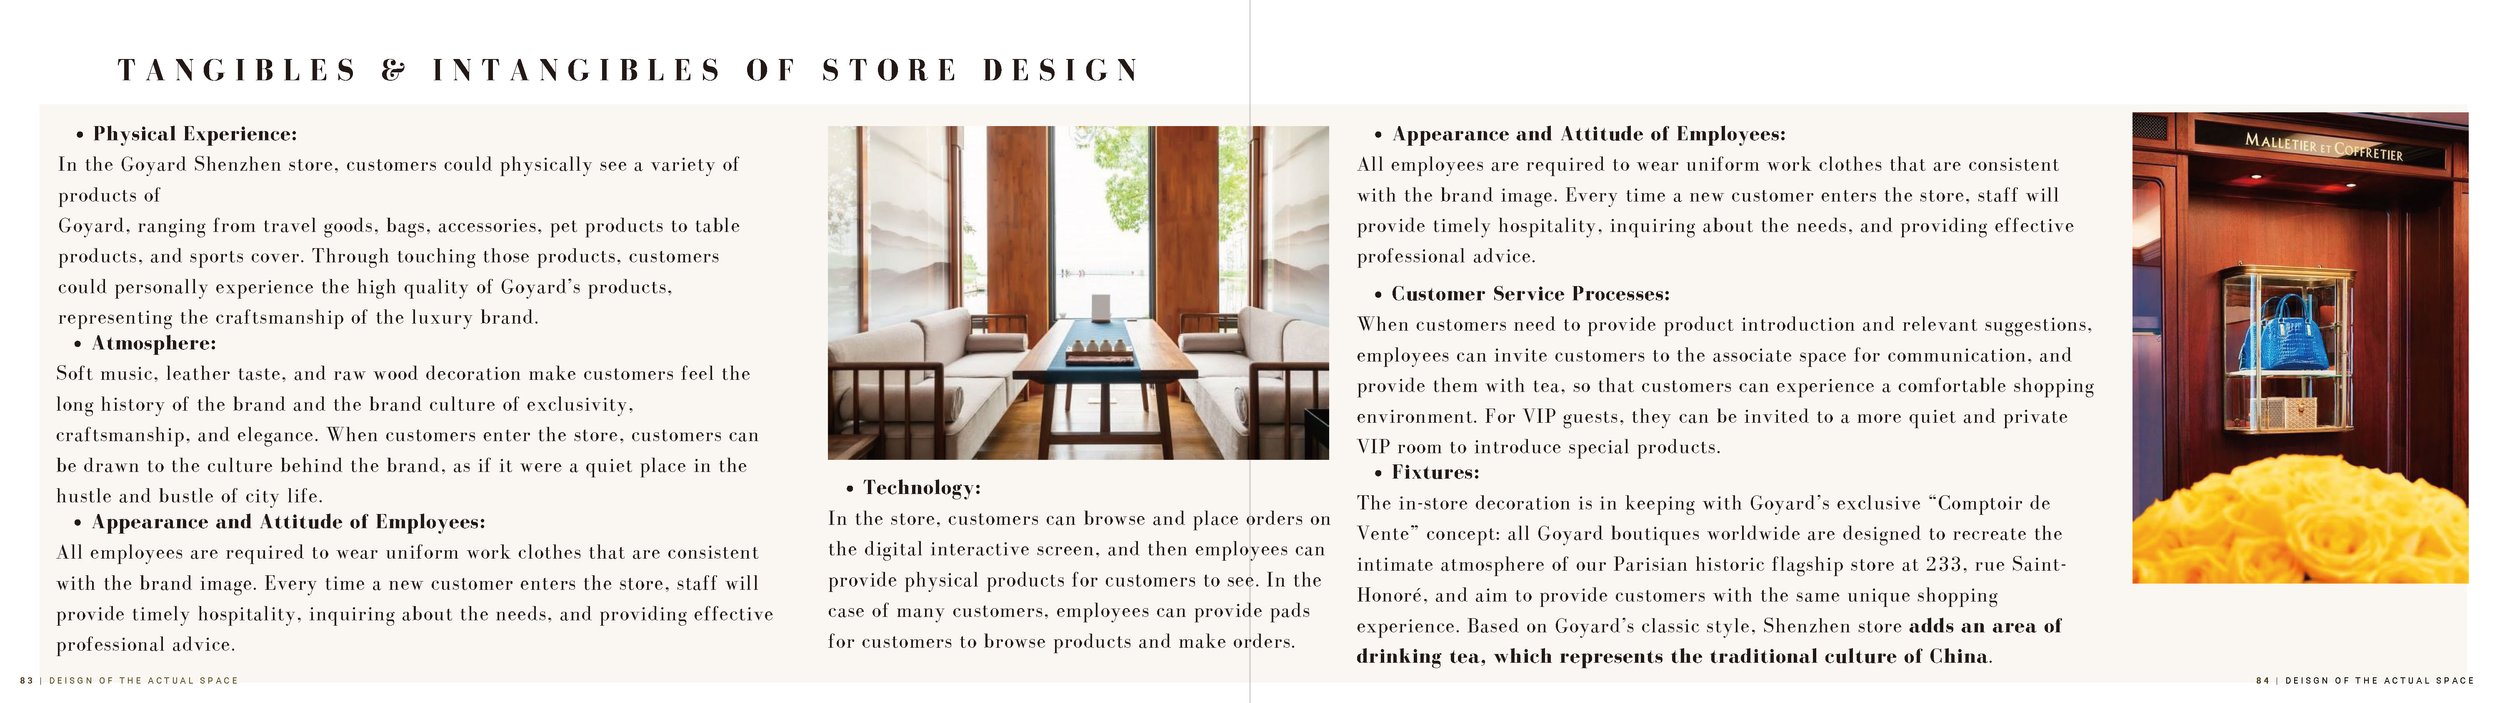 TANGIBLES & INTANGIBLES OF STORE DESIGN
• Physical Experience:
In the Goyard Shenzhen store, customers could physically see a variety of
products of
Goyard, ranging from travel goods, bags, accessories, pet products to table
products, and sports cover. Through touching those products, customers
could personally experience the high quality of Goyard's products,
representing the craftsmanship of the luxury brand.
• Atmosphere:
Soft music, leather taste, and raw wood decoration make customers feel the
long history of the brand and the brand culture of exclusivity,
craftsmanship, and elegance. When customers enter the store, customers can
be drawn to the culture behind the brand, as if it were a quiet place in the
hustle and bustle of city life.
• Appearance and Attitude of Employees:
All employees are required to wear uniform work clothes that are consistent
with the brand image. Every time a new customer enters the store, staff will
provide timely hospitality, inquiring about the needs, and providing effective
professional advice.
• Technology:
In the store, customers can browse and place orders on
the digital interactive screen, and then employees can
provide physical products for customers to see. In the
case of many customers, employees can provide pads
for customers to browse products and make orders.
• Appearance and Attitude of Employees:
All employees are required to wear uniform work clothes that are consistent
with the brand image. Every time a new customer enters the store, staff will
provide timely hospitality, inquiring about the needs, and providing effective
professional advice.
• Customer Service Processes:
When customers need to provide product introduction and relevant suggestions,
employees can invite customers to the associate space for communication, and
provide them with tea, so that customers can experience a comfortable shopping
environment. For VIP guests, they can be invited to a more quiet and private
VIP room to introduce special products.
• Fixtures:
The in-store decoration is in keeping with Goyard's exclusive “Comptoir de
Vente” concept: all Goyard boutiques worldwide are designed to recreate the
intimate atmosphere of our Parisian historic flagship store at 233, rue Saint-
Honoré, and aim to provide customers with the same unique shopping
experience. Based on Goyard's classic style, Shenzhen store adds an area of
drinking tea, which represents the traditional culture of China.
MALLETIER ET COFFRETIER
83 | DEISGN OF THE ACTUAL SPACE
84 | DEISGN OF THE ACTUAL SPACE